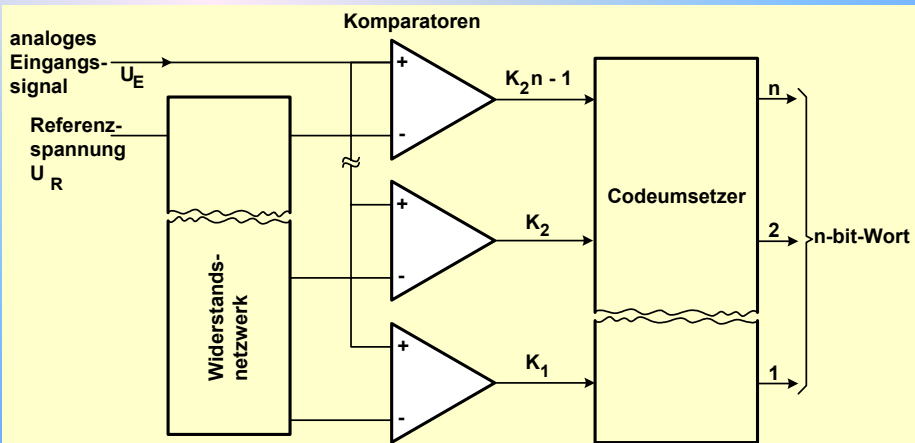 Komparatoren
analoges
Eingangs-
signal
U_E
Referenz-
spannung
U_R
Widerstands-
netzwerk
+
-
K_2n - 1
+
-
K_2
+
-
K_1
Codeumsetzer
n
2
1
n-bit-Wort